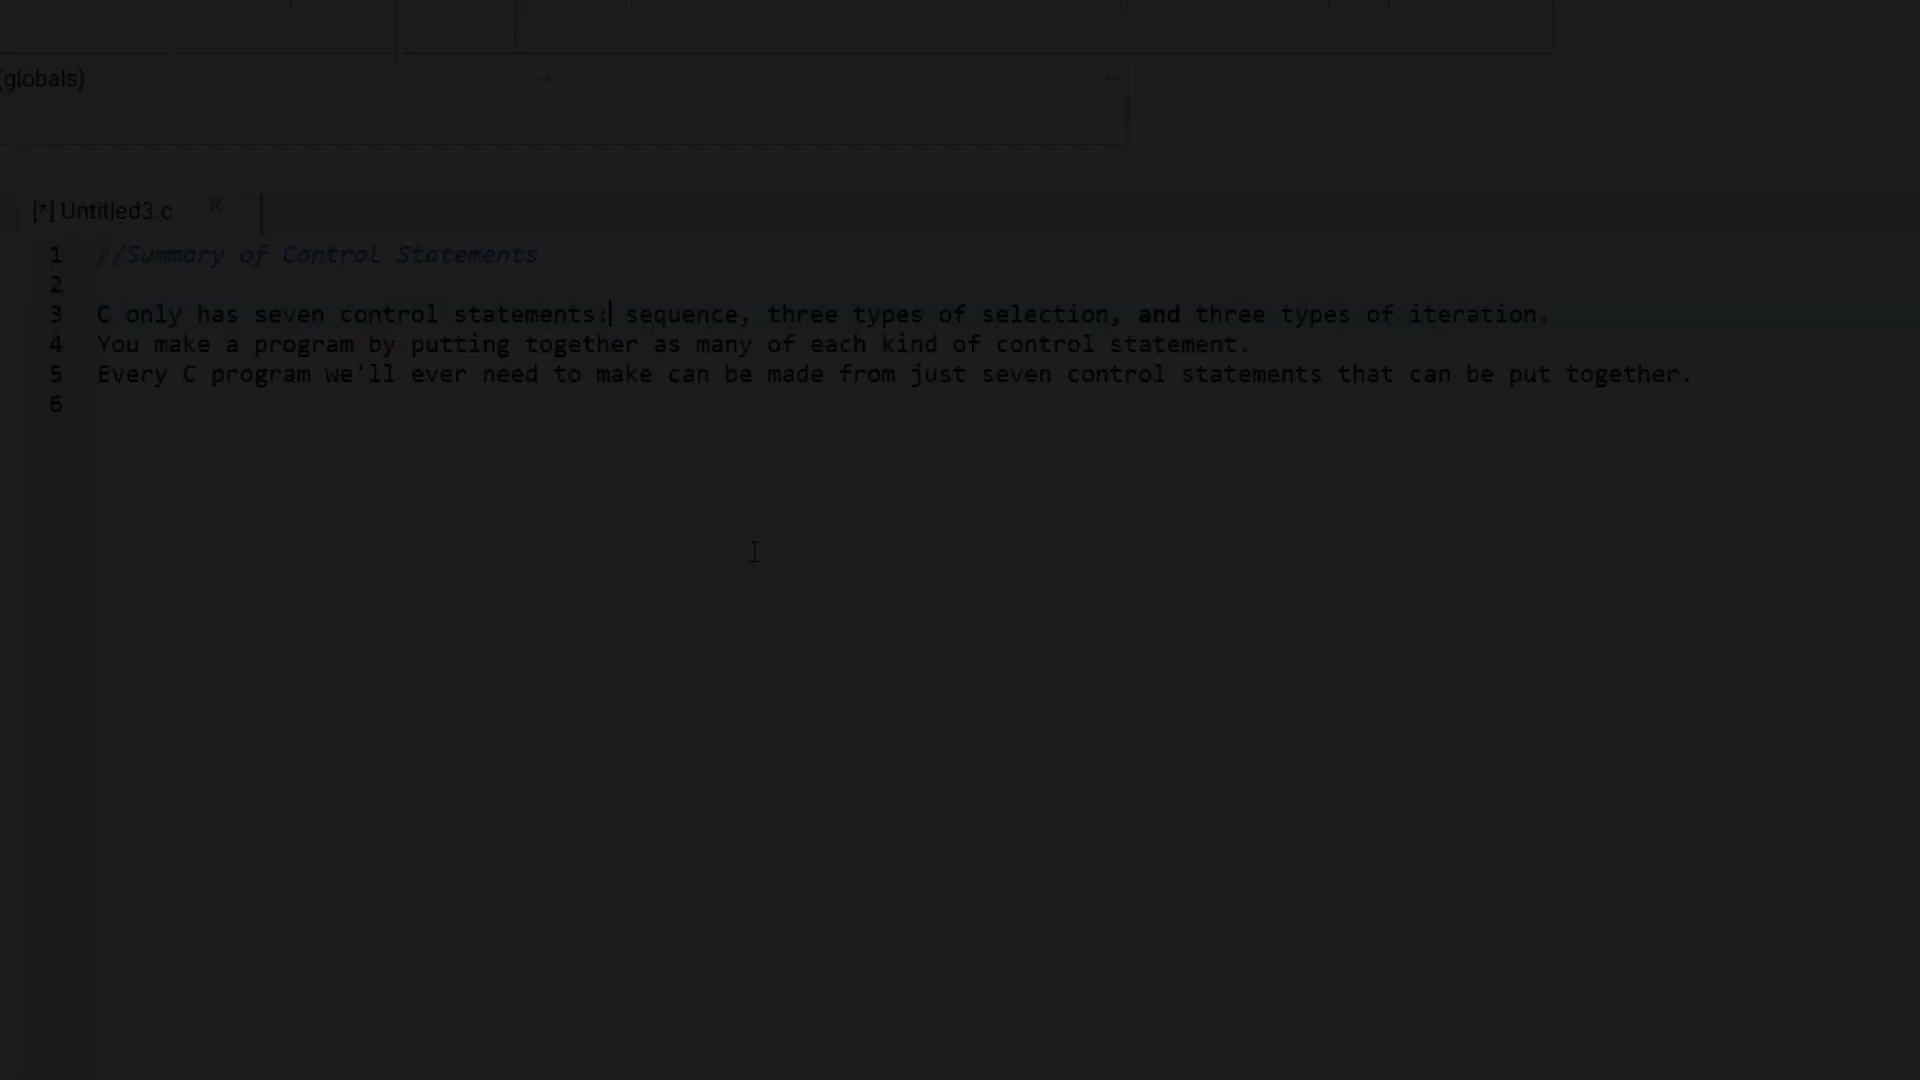 (globals)
[*] Untitled3.c
1 //Summary of Control Statements
2
3 C only has seven control statements: sequence, three types of selection, and three types of iteration.
4 You make a program by putting together as many of each kind of control statement.
5 Every C program we'll ever need to make can be made from just seven control statements that can be put together.
6